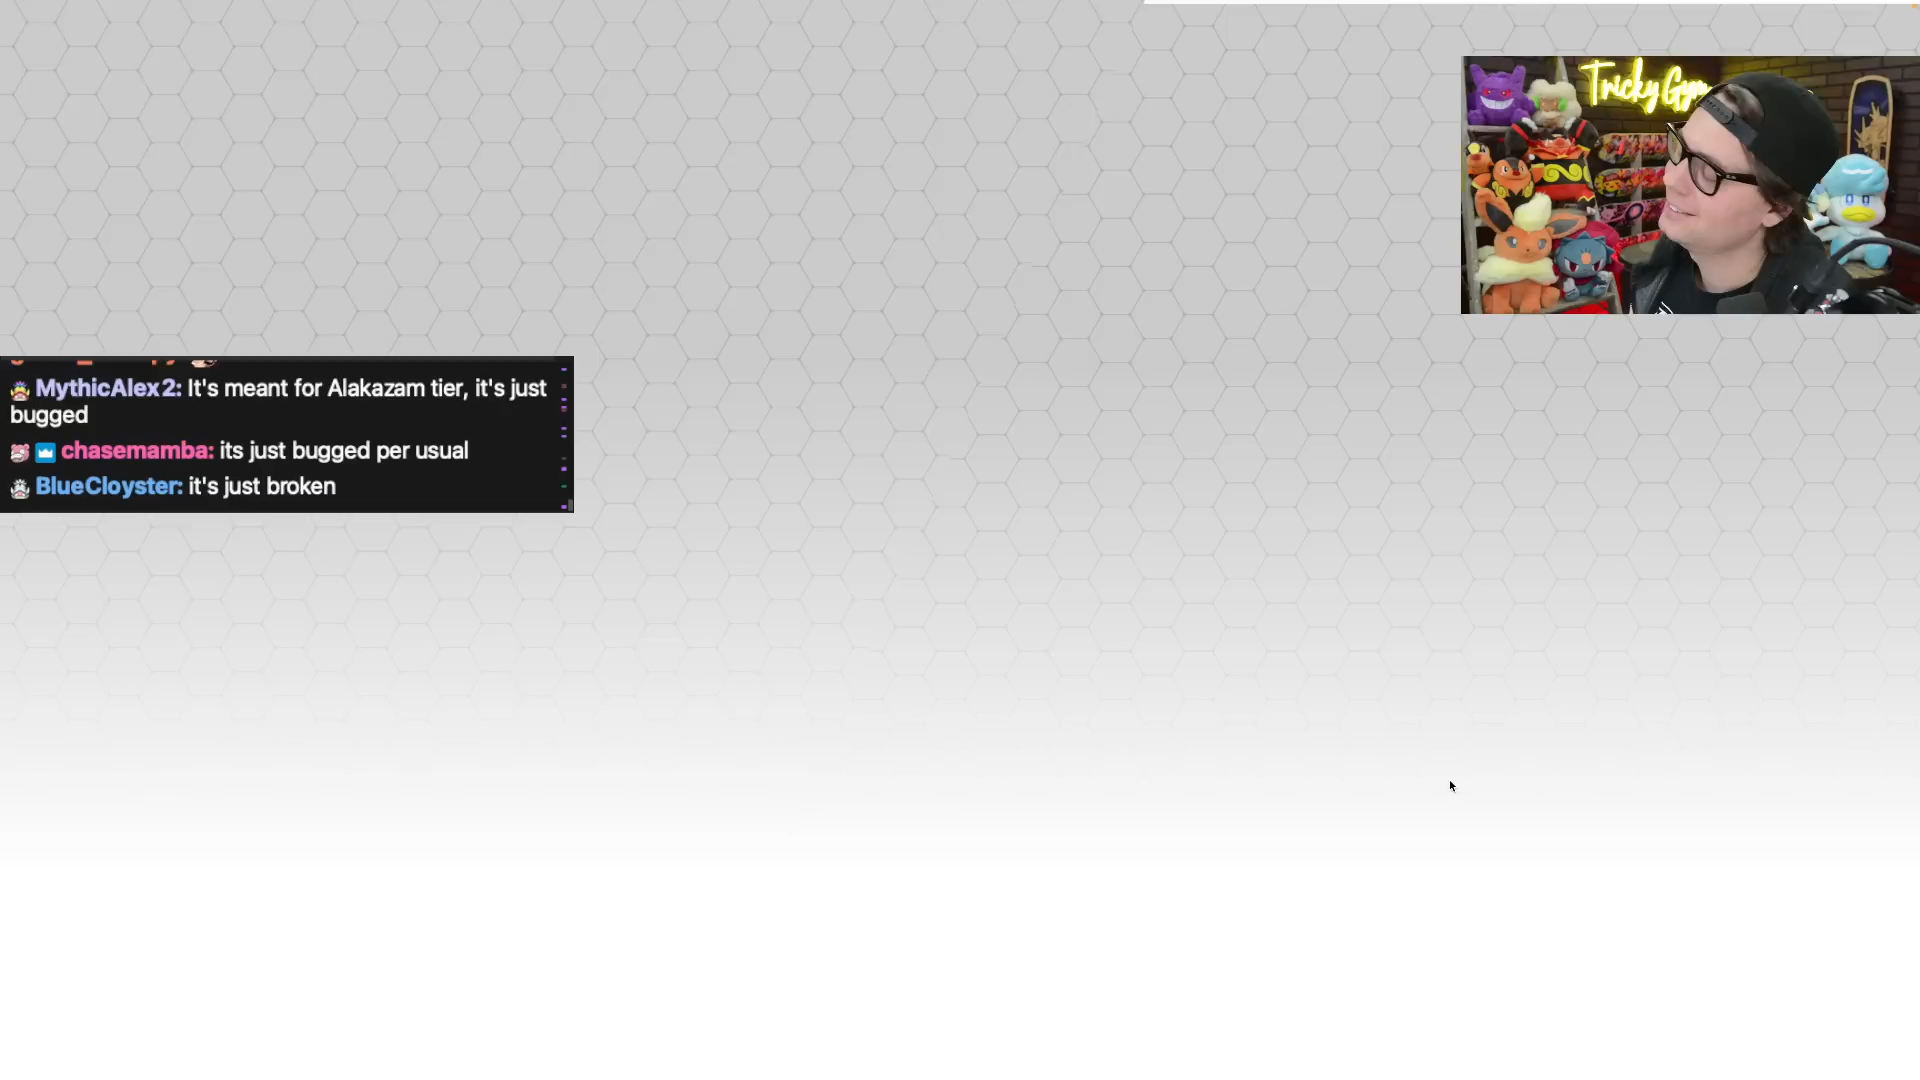 Tricky Gym
MythicAlex2: It's meant for Alakazam tier, it's just
bugged
chasemamba: its just bugged per usual
BlueCloyster: it's just broken